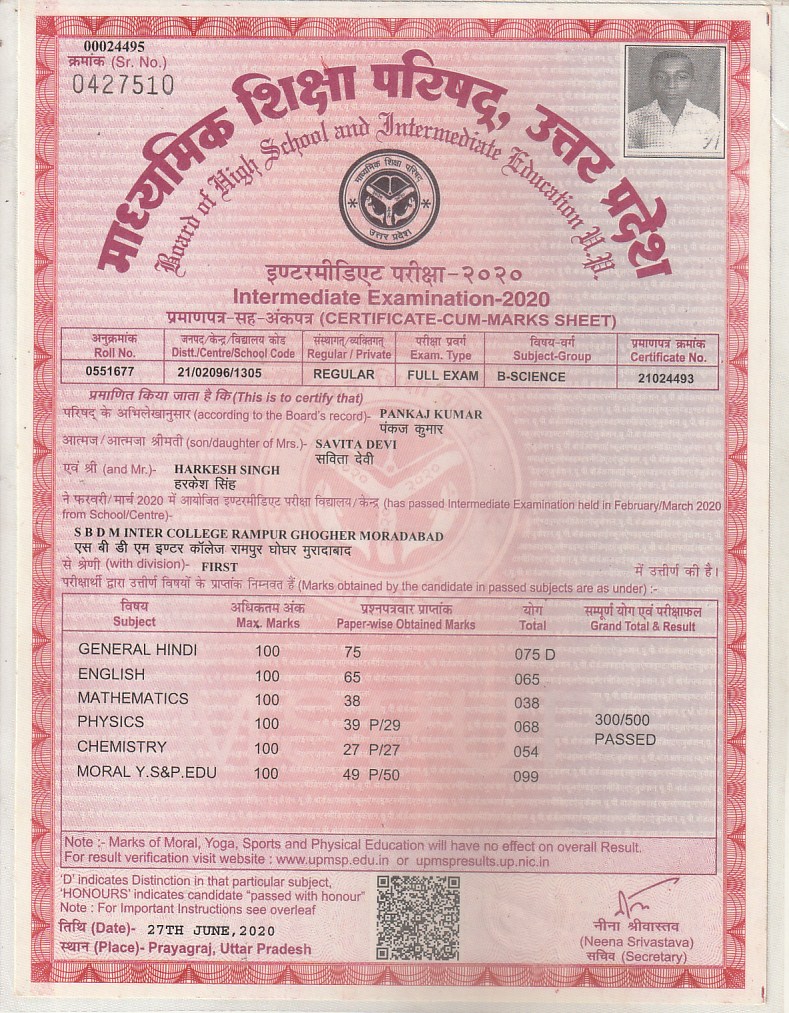 00024495
क्रमांक (Sr. No.)
0427510
माध्यमिक शिक्षा परिषद्, उत्तर प्रदेश
Board of High School and Intermediate Education U.P.
माध्यमिक शिक्षा परिषद्
उत्तर प्रदेश
इण्टरमीडिएट परीक्षा-२०२०
Intermediate Examination-2020
प्रमाणपत्र-सह-अंकपत्र (CERTIFICATE-CUM-MARKS SHEET)
अनुक्रमांक जनपद/केन्द्र/विद्यालय कोड संस्थागत/व्यक्तिगत परीक्षा प्रवर्ग विषय-वर्ग प्रमाणपत्र क्रमांक
Roll No. Distt./Centre/School Code Regular / Private Exam. Type Subject-Group Certificate No.
0551677 21/02096/1305 REGULAR FULL EXAM B-SCIENCE 21024493
प्रमाणित किया जाता है कि (This is to certify that)
परिषद् के अभिलेखानुसार (according to the Board's record)- PANKAJ KUMAR
पंकज कुमार
आत्मज/आत्मजा श्रीमती (son/daughter of Mrs.)- SAVITA DEVI
सविता देवी
एवं श्री (and Mr.)- HARKESH SINGH
हरकेश सिंह
ने फरवरी/मार्च 2020 में आयोजित इण्टरमीडिएट परीक्षा विद्यालय/केन्द्र (has passed Intermediate Examination held in February/March 2020
from School/Centre)-
S B D M INTER COLLEGE RAMPUR GHOGHER MORADABAD
एस बी डी एम इण्टर कॉलेज रामपुर घोघर मुरादाबाद
से श्रेणी (with division)- FIRST में उत्तीर्ण की है।
परीक्षार्थी द्वारा उत्तीर्ण विषयों के प्राप्तांक निम्नवत हैं (Marks obtained by the candidate in passed subjects are as under) :-
विषय अधिकतम अंक प्रश्नपत्रवार प्राप्तांक योग सम्पूर्ण योग एवं परीक्षाफल
Subject Max. Marks Paper-wise Obtained Marks Total Grand Total & Result
GENERAL HINDI 100 75 075 D
ENGLISH 100 65 065
MATHEMATICS 100 38 038
PHYSICS 100 39 P/29 068 300/500
CHEMISTRY 100 27 P/27 054 PASSED
MORAL Y.S&P.EDU 100 49 P/50 099
Note :- Marks of Moral, Yoga, Sports and Physical Education will have no effect on overall Result.
For result verification visit website : www.upmsp.edu.in or upmspresults.up.nic.in
'D' indicates Distinction in that particular subject,
'HONOURS' indicates candidate "passed with honour"
Note : For Important Instructions see overleaf
तिथि (Date)- 27TH JUNE,2020
स्थान (Place)- Prayagraj, Uttar Pradesh
नीना श्रीवास्तव
(Neena Srivastava)
सचिव (Secretary)